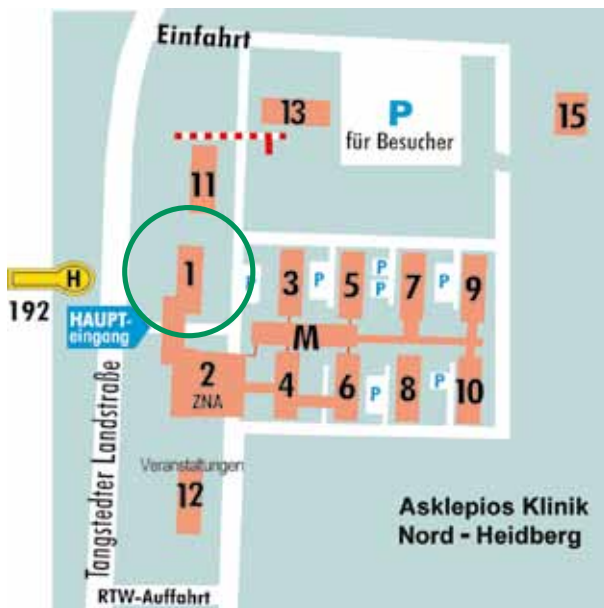 Einfahrt
13
P
für Besucher
15
11
H
192
HAUPT-
eingang
1
P
3
P
5
P
P
7
P
9
M
2
ZNA
4
6
P
8
P
10
Tangstedter Landstraße
Veranstaltungen
12
Asklepios Klinik
Nord - Heidberg
RTW-Auffahrt